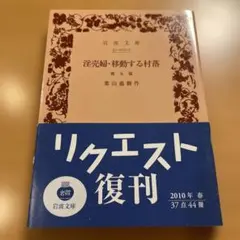 岩波文庫
淫売婦・移動する村落
他五篇
葉山嘉樹作
リクエスト
復刊
岩波文庫
2010年 春
37点44冊